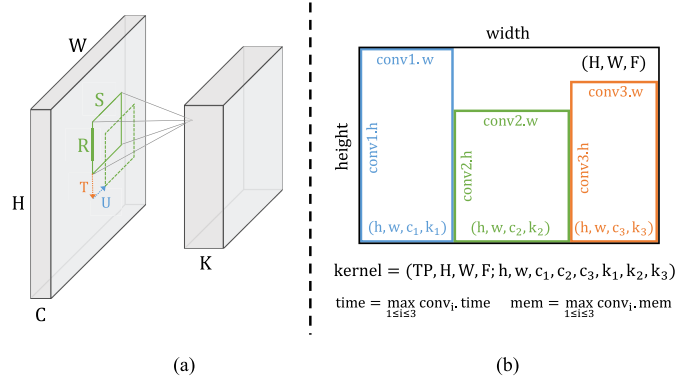 W
S
R
T
U
H
C
K
(a)
width
height
(H, W, F)
conv1.w
conv1.h
(h, w, c₁, k₁)
conv2.w
conv2.h
(h, w, c₂, k₂)
conv3.w
conv3.h
(h, w, c₃, k₃)
kernel = (TP, H, W, F; h, w, c₁, c₂, c₃, k₁, k₂, k₃)
time = max 1≤i≤3 convᵢ. time    mem = max 1≤i≤3 convᵢ. mem
(b)